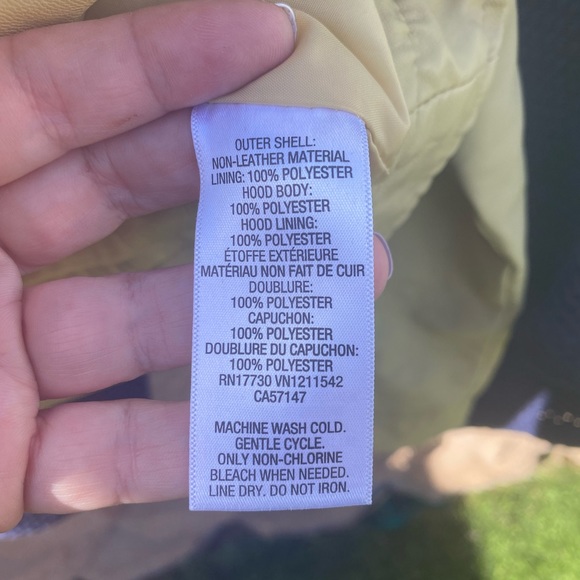 OUTER SHELL:
NON-LEATHER MATERIAL
LINING: 100% POLYESTER
HOOD BODY:
100% POLYESTER
HOOD LINING:
100% POLYESTER
ÉTOFFE EXTÉRIEURE
MATÉRIAU NON FAIT DE CUIR
DOUBLURE:
100% POLYESTER
CAPUCHON:
100% POLYESTER
DOUBLURE DU CAPUCHON:
100% POLYESTER
RN17730 VN1211542
CA57147
MACHINE WASH COLD.
GENTLE CYCLE.
ONLY NON-CHLORINE
BLEACH WHEN NEEDED.
LINE DRY. DO NOT IRON.